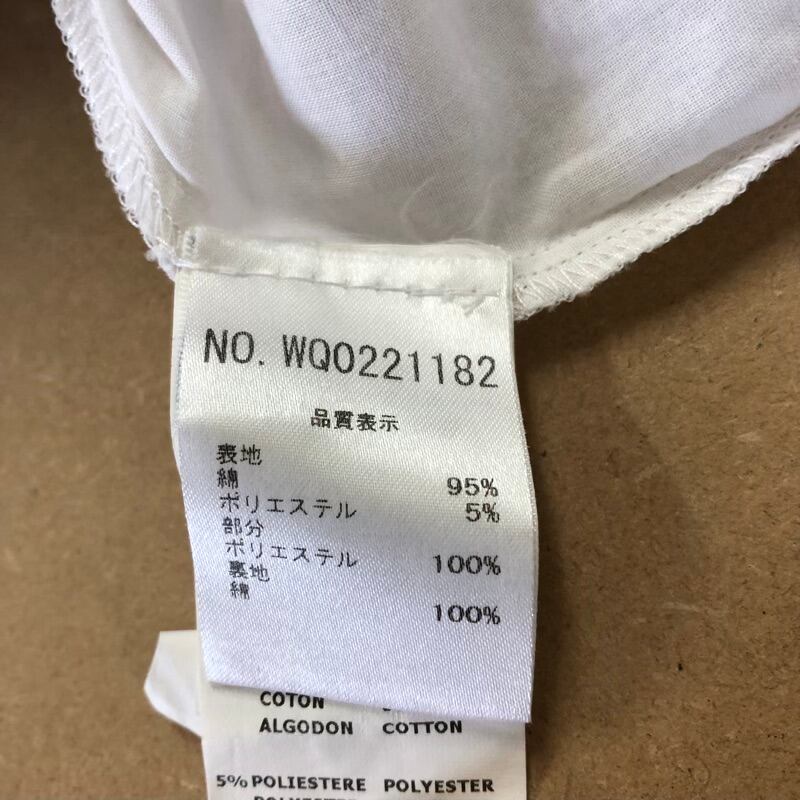 NO. WQ0221182
品質表示
表地
綿 95%
ポリエステル 5%
部分
ポリエステル 100%
裏地
綿 100%
COTON
ALGODON COTTON
5% POLIESTERE POLYESTER